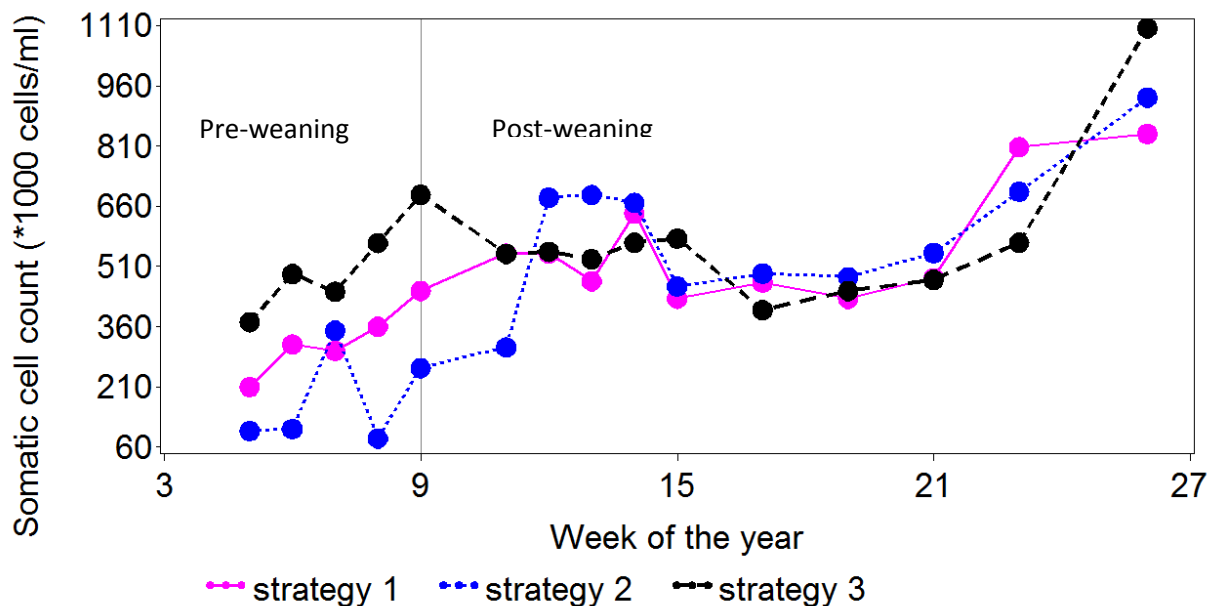 Somatic cell count (*1000 cells/ml)
1110
960
810
660
510
360
210
60
Pre-weaning
Post-weaning
3 9 15 21 27
Week of the year
strategy 1 strategy 2 strategy 3